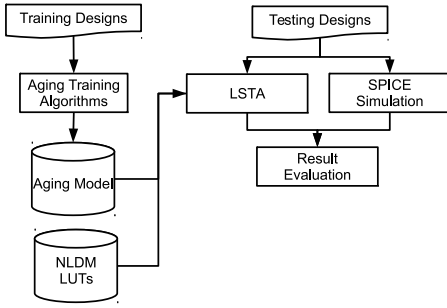 Training Designs
Testing Designs
Aging Training
Algorithms
LSTA
SPICE
Simulation
Aging Model
Result
Evaluation
NLDM
LUTs